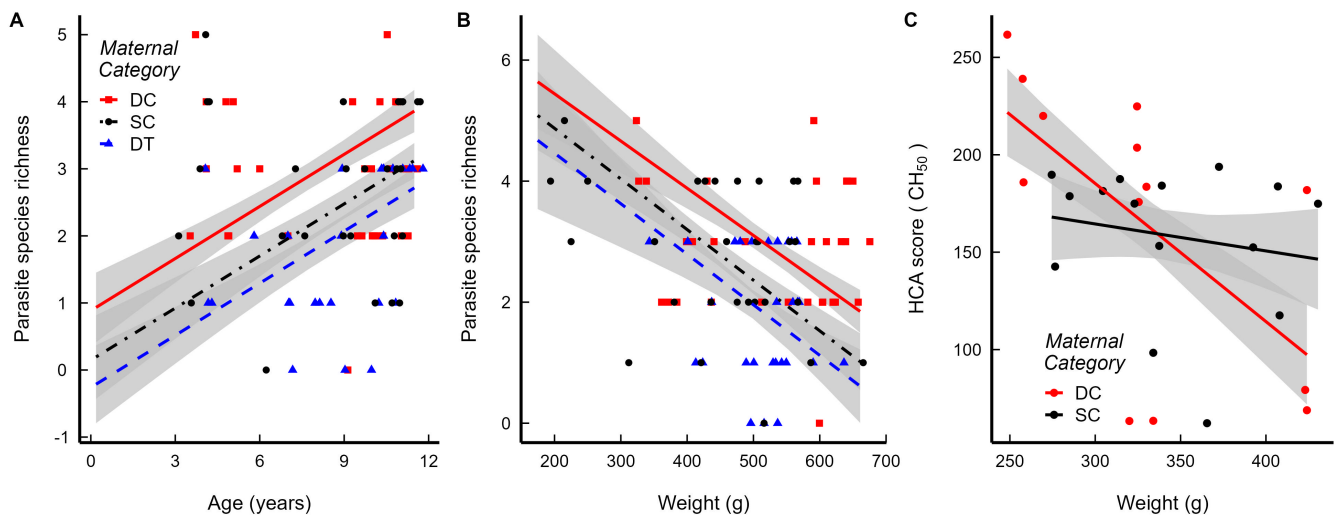 A
Parasite species richness
5
4
3
2
1
0
-1
Maternal
Category
DC
SC
DT
0 3 6 9 12
Age (years)
B
Parasite species richness
6
4
2
0
200 300 400 500 600 700
Weight (g)
C
HCA score ( CH50 )
250
200
150
100
Maternal
Category
DC
SC
250 300 350 400
Weight (g)